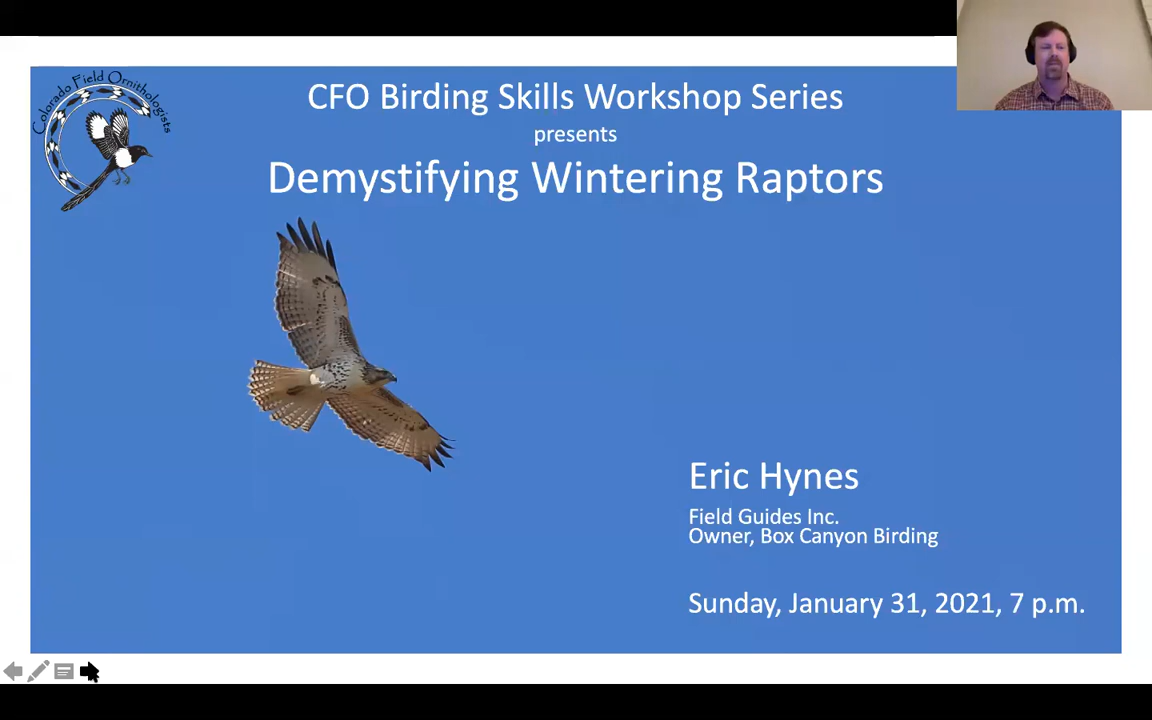 Colorado Field Ornithologists
CFO Birding Skills Workshop Series
presents
Demystifying Wintering Raptors
Eric Hynes
Field Guides Inc.
Owner, Box Canyon Birding
Sunday, January 31, 2021, 7 p.m.